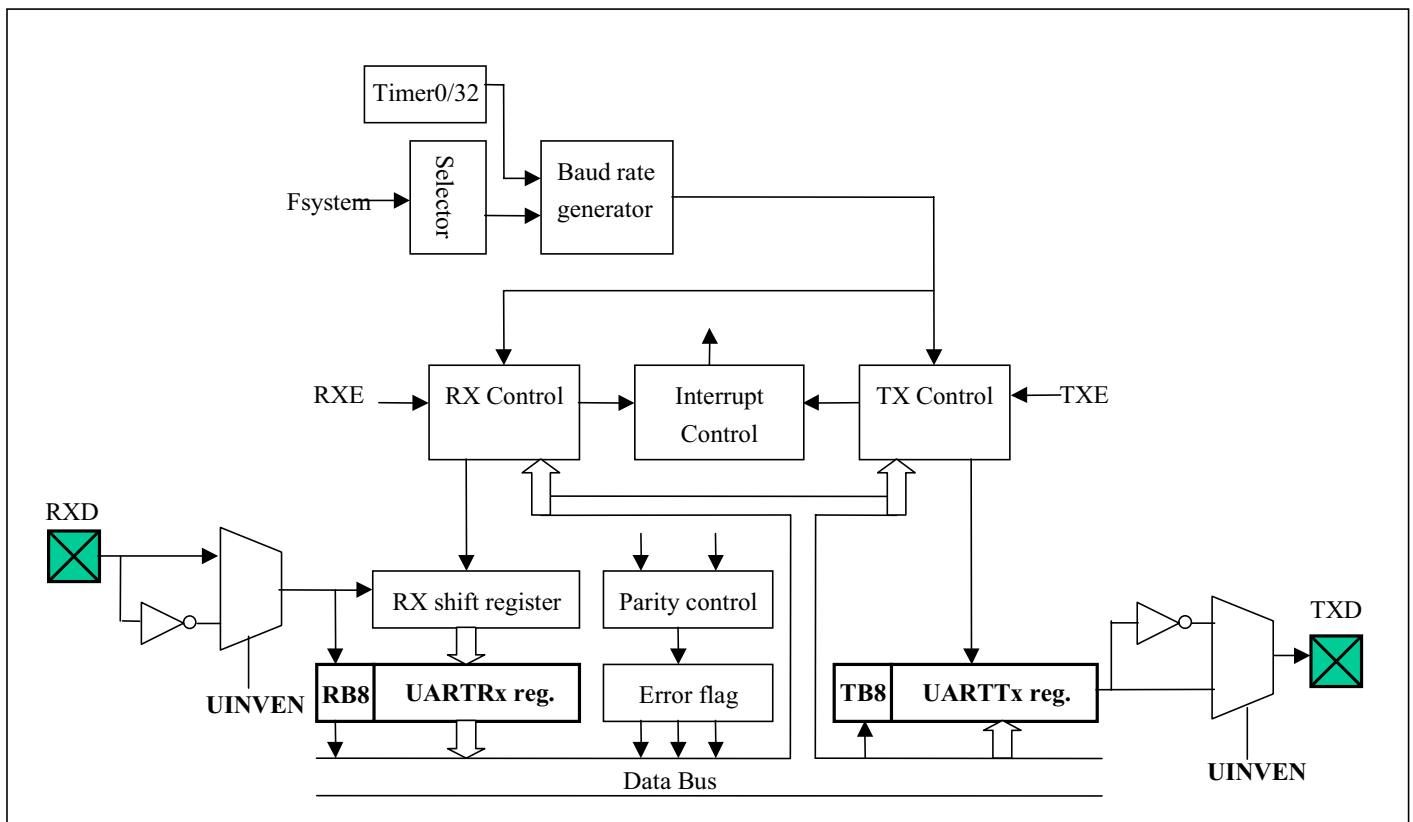 Timer0/32
Selector
Baud rate
generator
Fsystem
RXE
RX Control
Interrupt
Control
TX Control
TXE
RXD
RX shift register
Parity control
TXD
UINVEN
RB8
UARTRx reg.
Error flag
TB8
UARTTx reg.
UINVEN
Data Bus